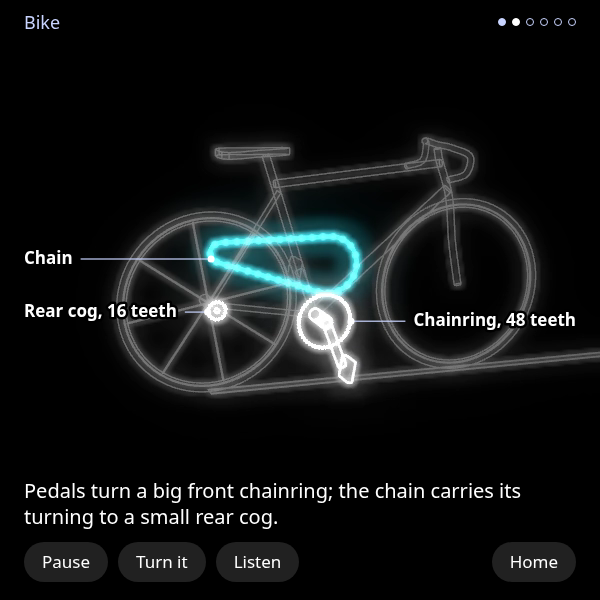 Bike
Chain
Rear cog, 16 teeth
Chainring, 48 teeth
Pedals turn a big front chainring; the chain carries its
turning to a small rear cog.
Pause
Turn it
Listen
Home